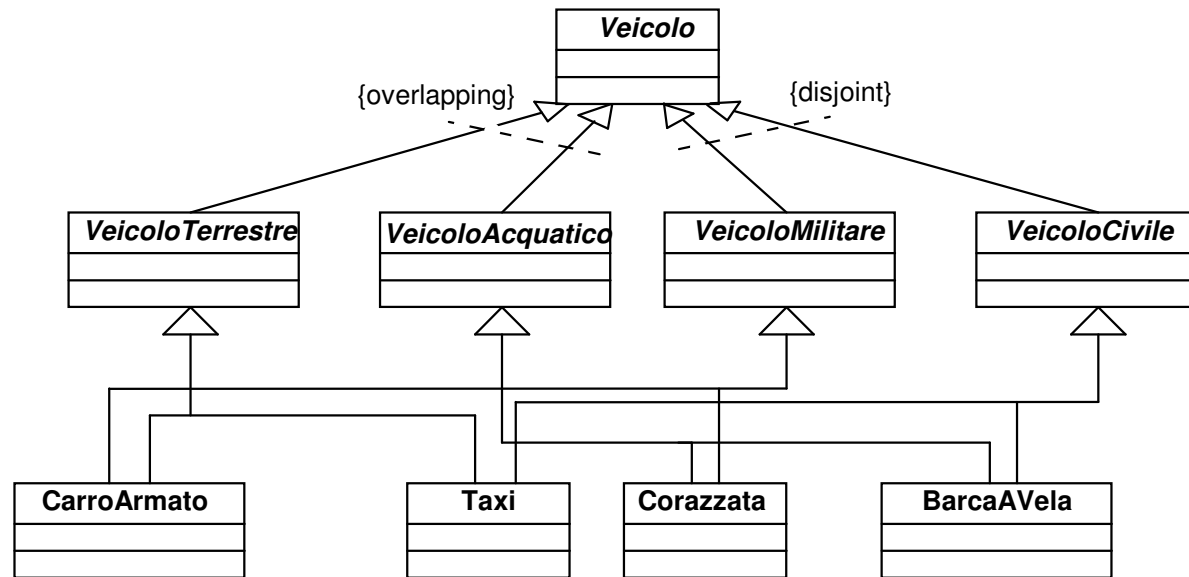 Veicolo
{overlapping}
{disjoint}
VeicoloTerrestre
VeicoloAcquatico
VeicoloMilitare
VeicoloCivile
CarroArmato
Taxi
Corazzata
BarcaAVela